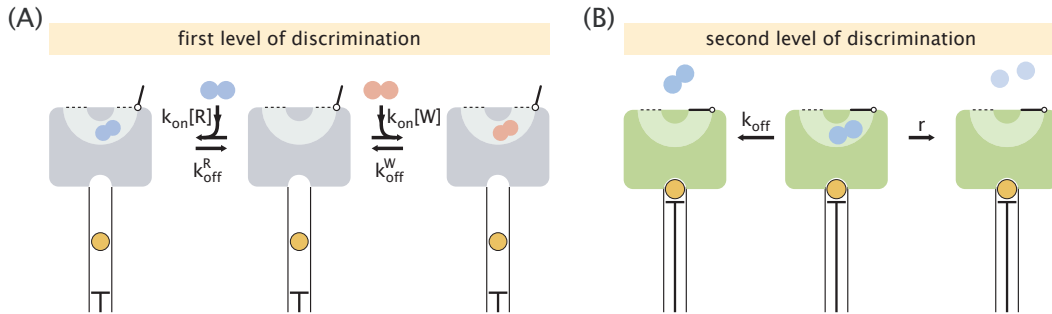 (A)
first level of discrimination
k_on[R]
k_off^R
k_on[W]
k_off^W
(B)
second level of discrimination
k_off
r